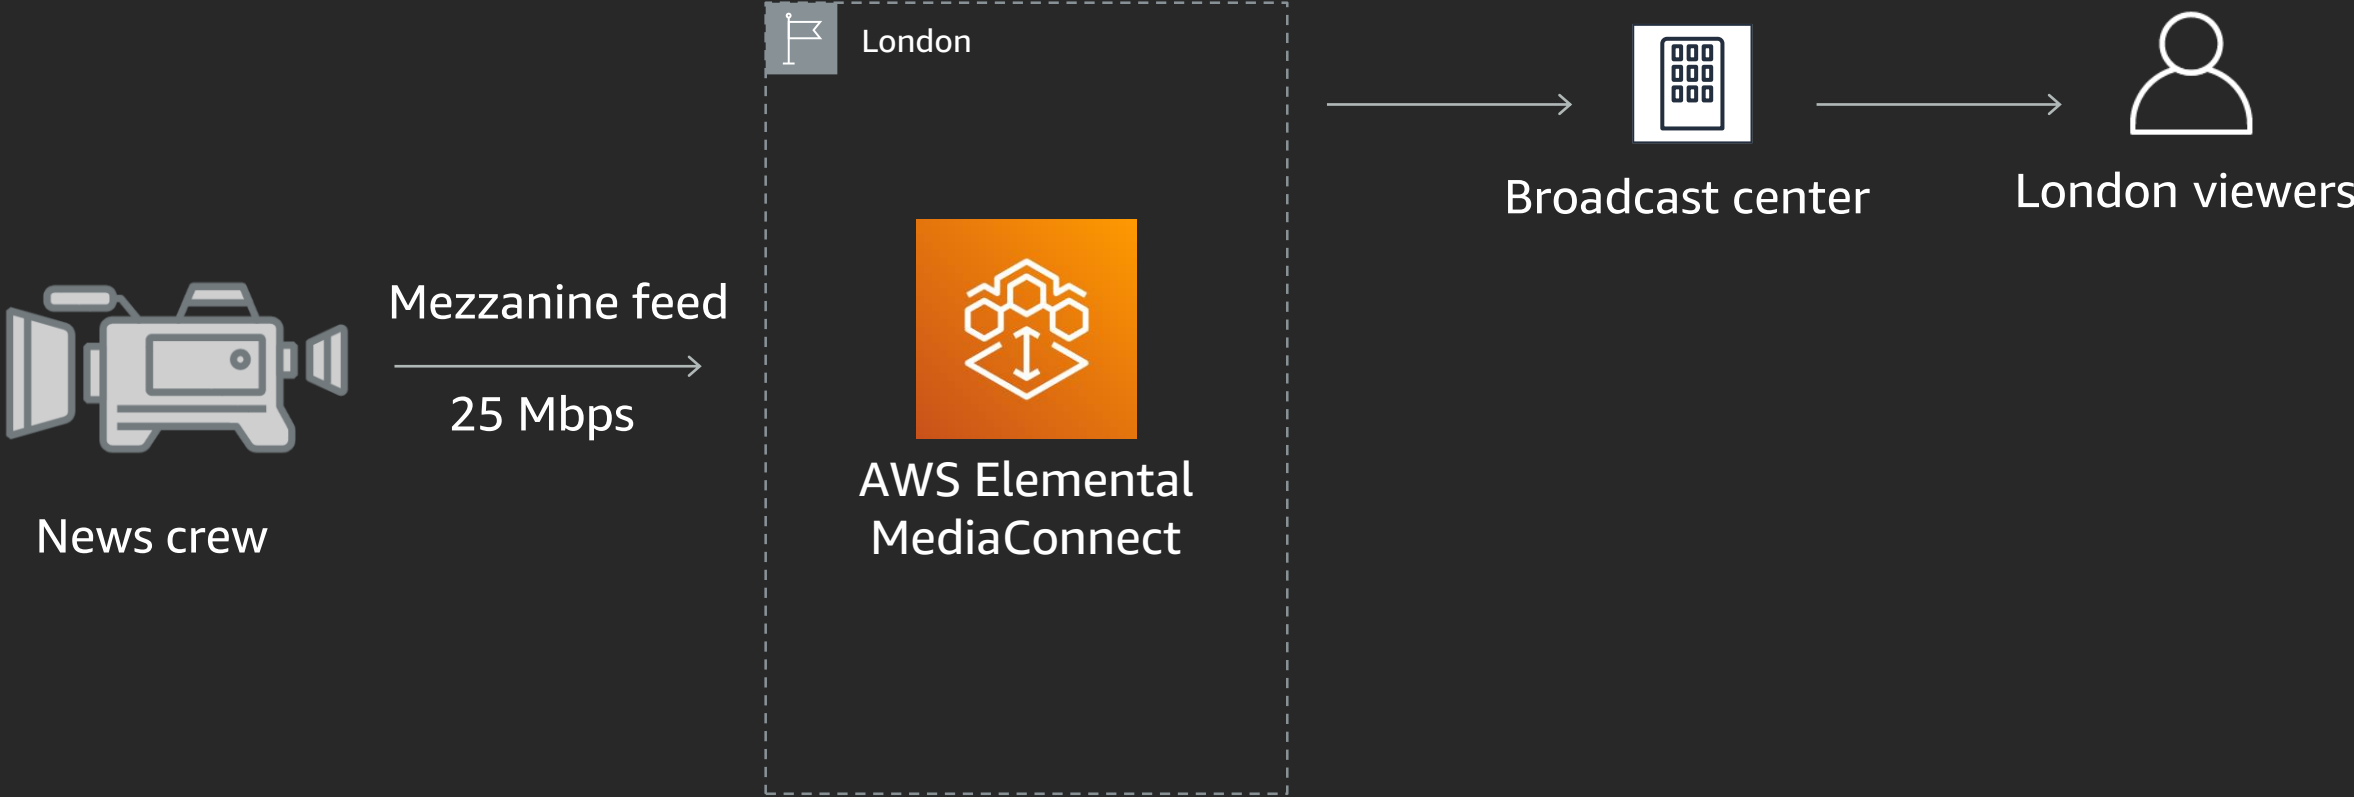 London
Broadcast center
London viewers
Mezzanine feed
25 Mbps
AWS Elemental
MediaConnect
News crew